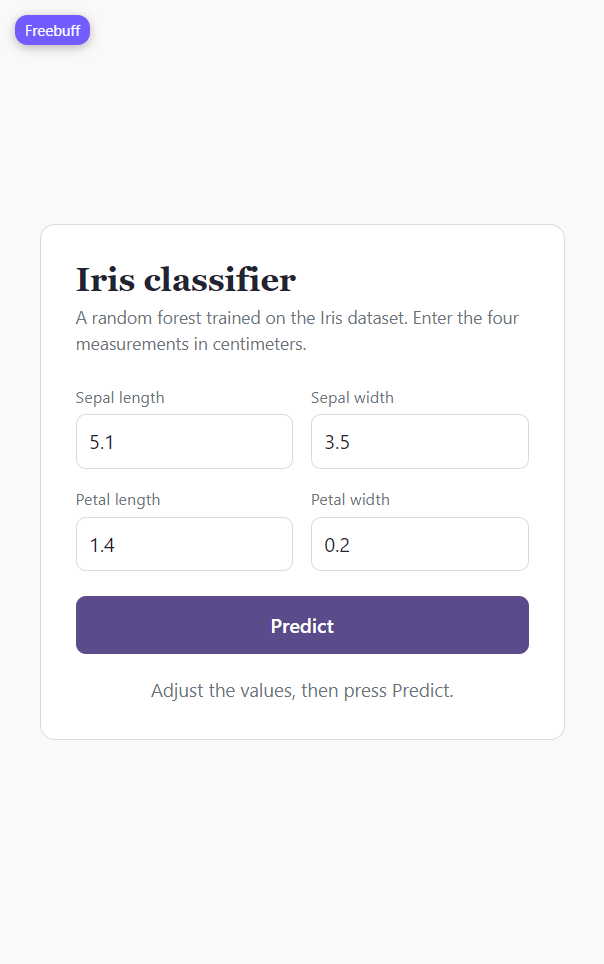 Freebuff
Iris classifier
A random forest trained on the Iris dataset. Enter the four
measurements in centimeters.
Sepal length
Sepal width
5.1
3.5
Petal length
Petal width
1.4
0.2
Predict
Adjust the values, then press Predict.